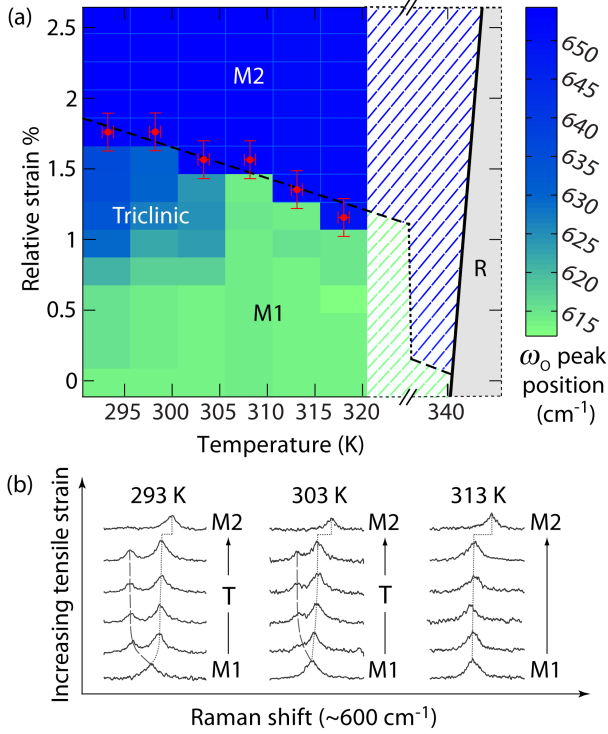 (a)
2.5
2
1.5
1
0.5
0
Relative strain %
M2
Triclinic
M1
R
295 300 305 310 315 320 340
Temperature (K)
650
645
640
635
630
625
620
615
ω_O peak
position
(cm⁻¹)
(b)
Increasing tensile strain
293 K 303 K 313 K
M2 M2 M2
T T
M1 M1 M1
Raman shift (~600 cm⁻¹)